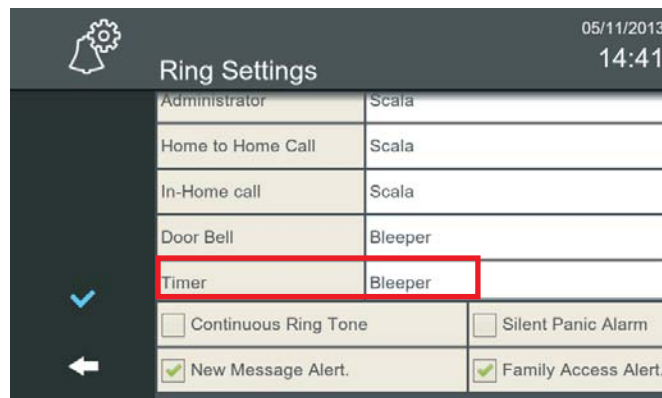 05/11/2013
14:41
Ring Settings
Administrator Scala
Home to Home Call Scala
In-Home call Scala
Door Bell Bleeper
Timer Bleeper
Continuous Ring Tone Silent Panic Alarm
New Message Alert. Family Access Alert.